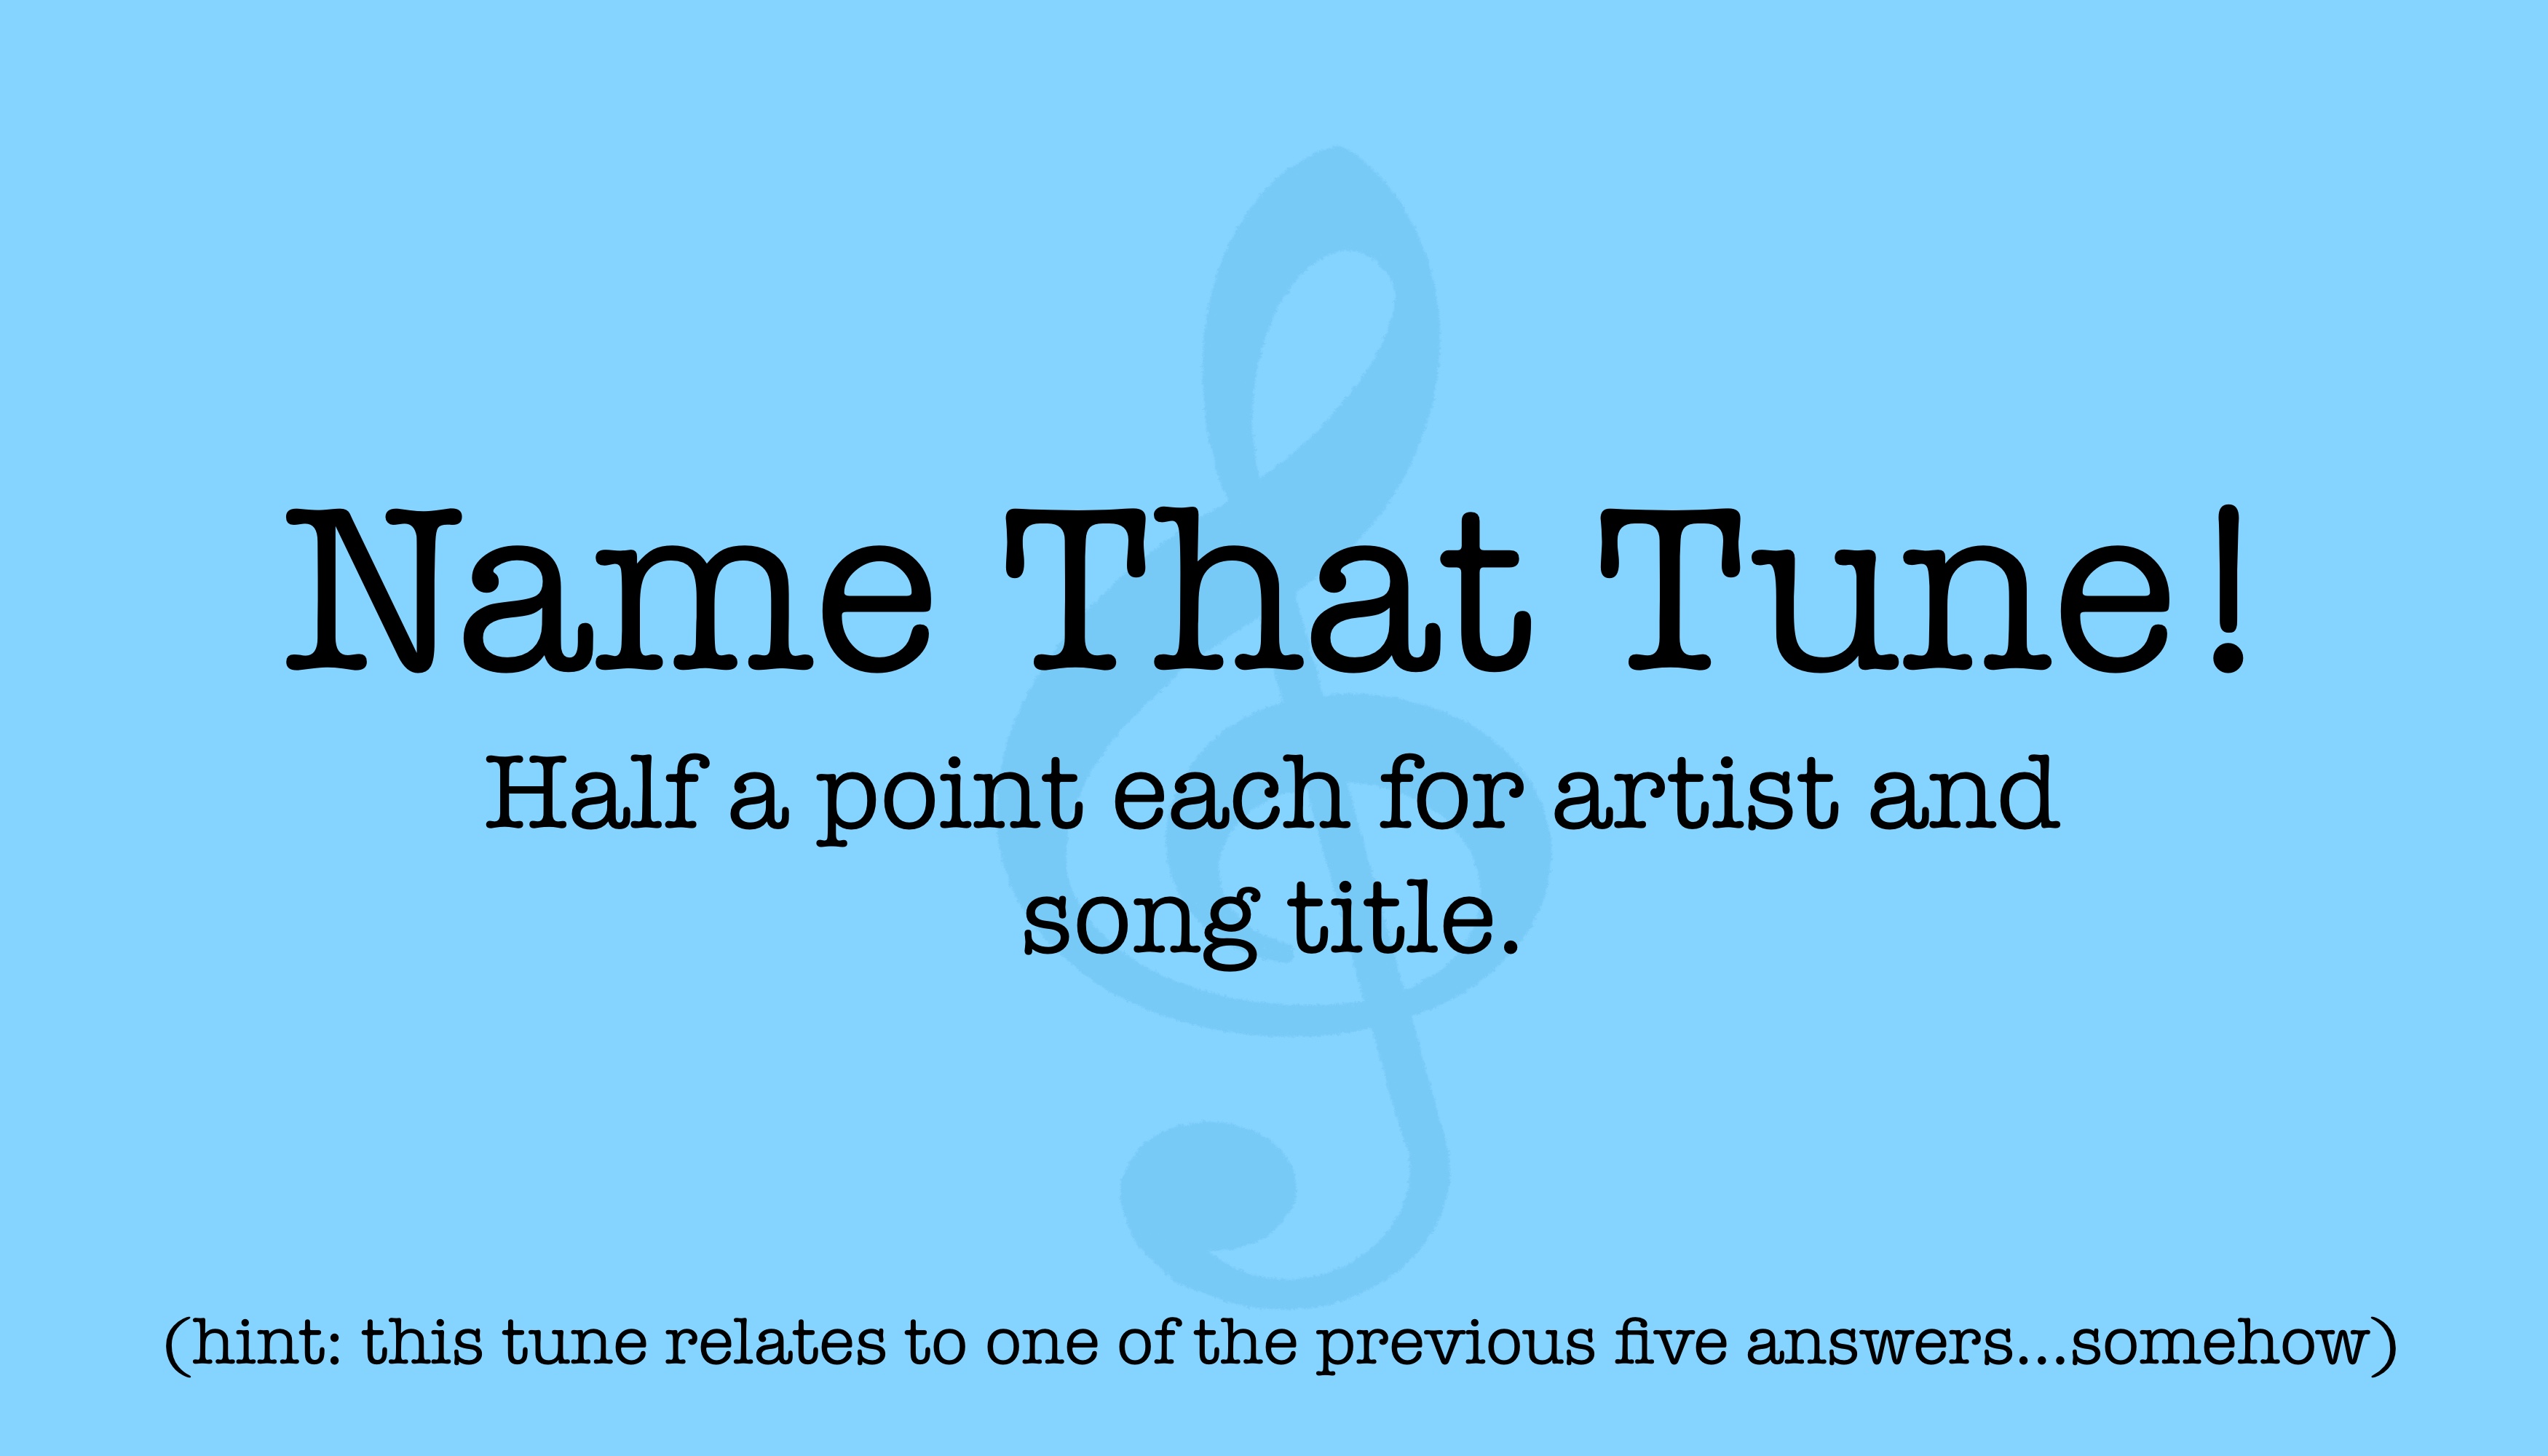 Name That Tune!
Half a point each for artist and
song title.
(hint: this tune relates to one of the previous five answers...somehow)